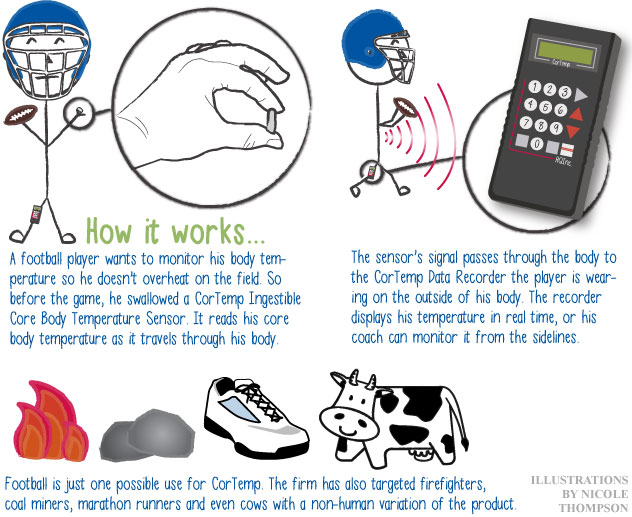 CorTemp
1 2 3
4 5 6
7 8 9
0
HQInc
How it works...
A football player wants to monitor his body tem-
perature so he doesn't overheat on the field. So
before the game, he swallowed a CorTemp Ingestible
Core Body Temperature Sensor. It reads his core
body temperature as it travels through his body.
The sensor's signal passes through the body to
the CorTemp Data Recorder the player is wear-
ing on the outside of his body. The recorder
displays his temperature in real time, or his
coach can monitor it from the sidelines.
Football is just one possible use for CorTemp. The firm has also targeted firefighters,
coal miners, marathon runners and even cows with a non-human variation of the product.
ILLUSTRATIONS
BY NICOLE
THOMPSON